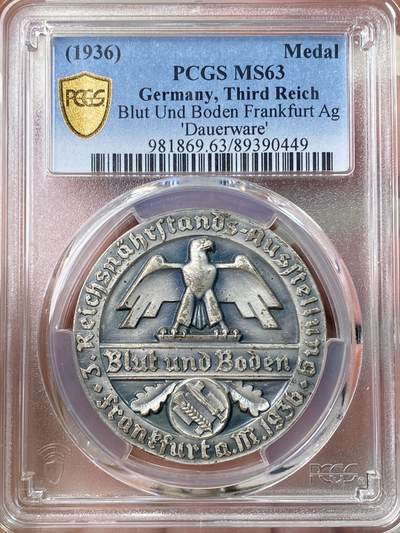 (1936) Medal
PCGS MS63
Germany, Third Reich
Blut Und Boden Frankfurt Ag
'Dauerware'
981869.63/89390449
PCGS
3. Reichsnährstands-Ausstellung
Blut und Boden
Frankfurt a.M. 1936
PCGS